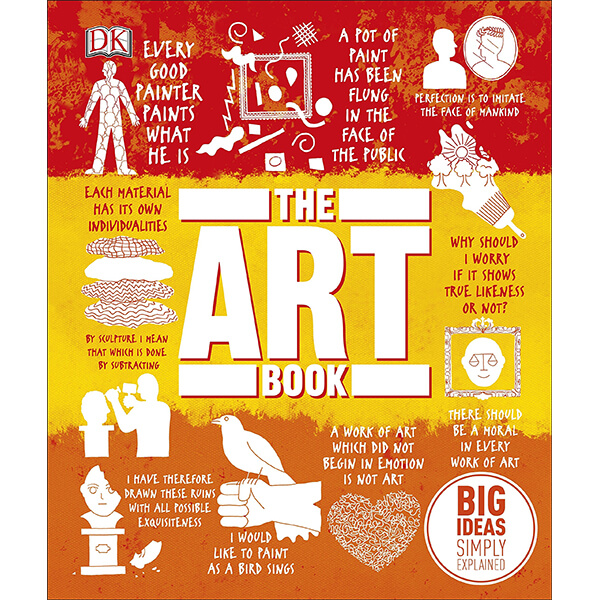 DK
EVERY
GOOD
PAINTER
PAINTS
WHAT
HE IS
A POT OF
PAINT
HAS BEEN
FLUNG
IN THE
FACE OF
THE PUBLIC
PERFECTION IS TO IMITATE
THE FACE OF MANKIND
EACH MATERIAL
HAS ITS OWN
INDIVIDUALITIES
THE
ART
BOOK
WHY SHOULD
I WORRY
IF IT SHOWS
TRUE LIKENESS
OR NOT?
BY SCULPTURE I MEAN
THAT WHICH IS DONE
BY SUBTRACTING
THERE SHOULD
BE A MORAL
IN EVERY
WORK OF ART
A WORK OF ART
WHICH DID NOT
BEGIN IN EMOTION
IS NOT ART
I HAVE THEREFORE
DRAWN THESE RUINS
WITH ALL POSSIBLE
EXQUISITENESS
I WOULD
LIKE TO PAINT
AS A BIRD SINGS
BIG
IDEAS
SIMPLY
EXPLAINED